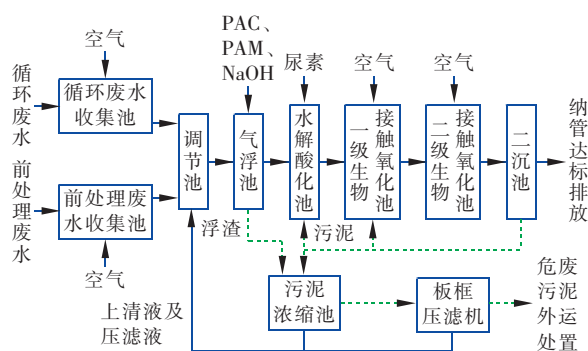 PAC、
PAM、
NaOH
空气
尿素
空气
空气
循环废水
循环废水
收集池
调节池
气浮池
水解酸化池
一级生物
接触氧化池
二级生物
接触氧化池
二沉池
纳管达标排放
前处理废水
前处理废
水收集池
空气
浮渣
污泥
上清液及
压滤液
污泥
浓缩池
板框
压滤机
危废
污泥
外运
处置